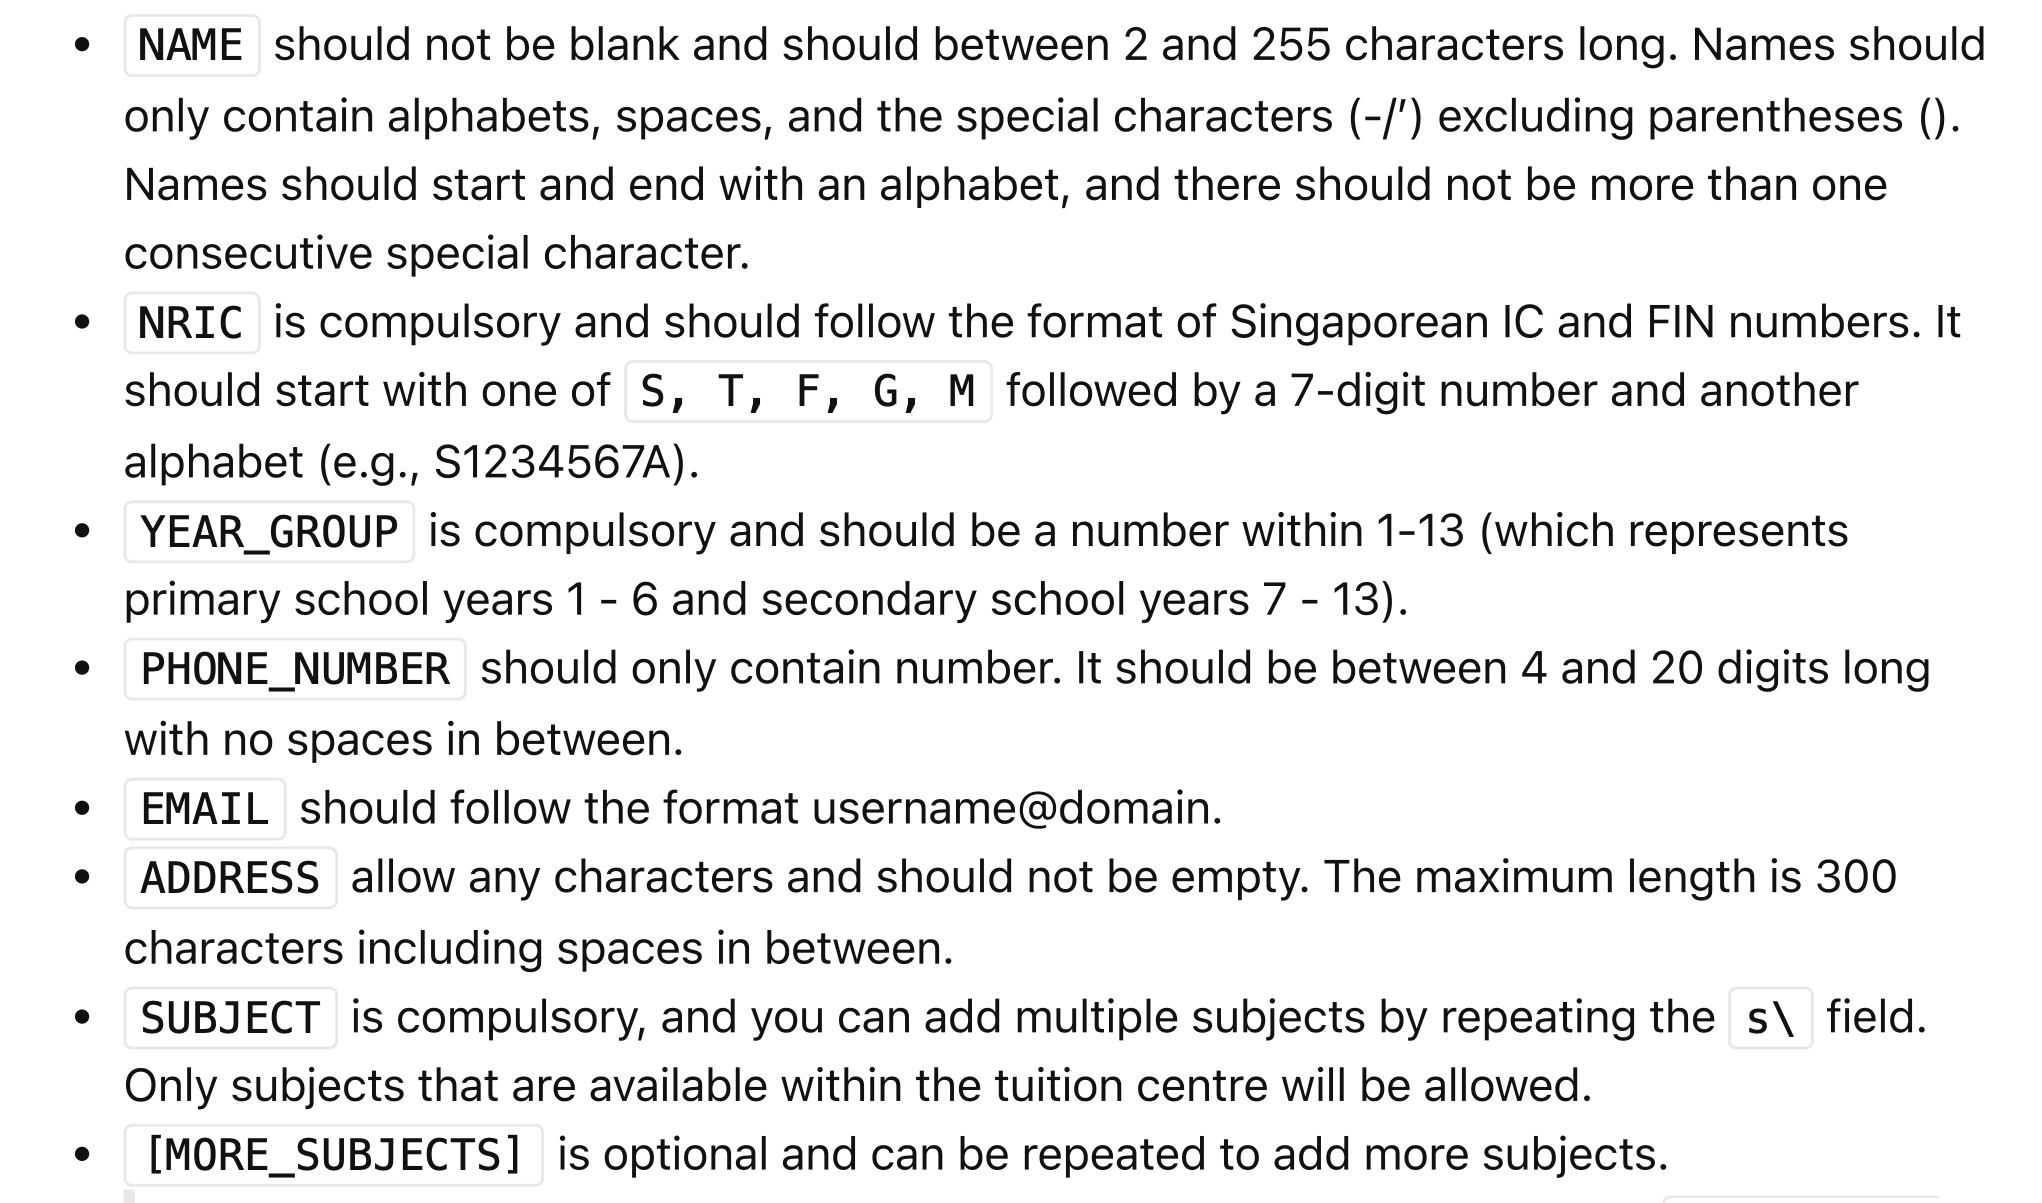 • NAME should not be blank and should between 2 and 255 characters long. Names should
only contain alphabets, spaces, and the special characters (-/’) excluding parentheses ().
Names should start and end with an alphabet, and there should not be more than one
consecutive special character.
• NRIC is compulsory and should follow the format of Singaporean IC and FIN numbers. It
should start with one of S, T, F, G, M followed by a 7-digit number and another
alphabet (e.g., S1234567A).
• YEAR_GROUP is compulsory and should be a number within 1-13 (which represents
primary school years 1 - 6 and secondary school years 7 - 13).
• PHONE_NUMBER should only contain number. It should be between 4 and 20 digits long
with no spaces in between.
• EMAIL should follow the format username@domain.
• ADDRESS allow any characters and should not be empty. The maximum length is 300
characters including spaces in between.
• SUBJECT is compulsory, and you can add multiple subjects by repeating the s\ field.
Only subjects that are available within the tuition centre will be allowed.
• [MORE_SUBJECTS] is optional and can be repeated to add more subjects.